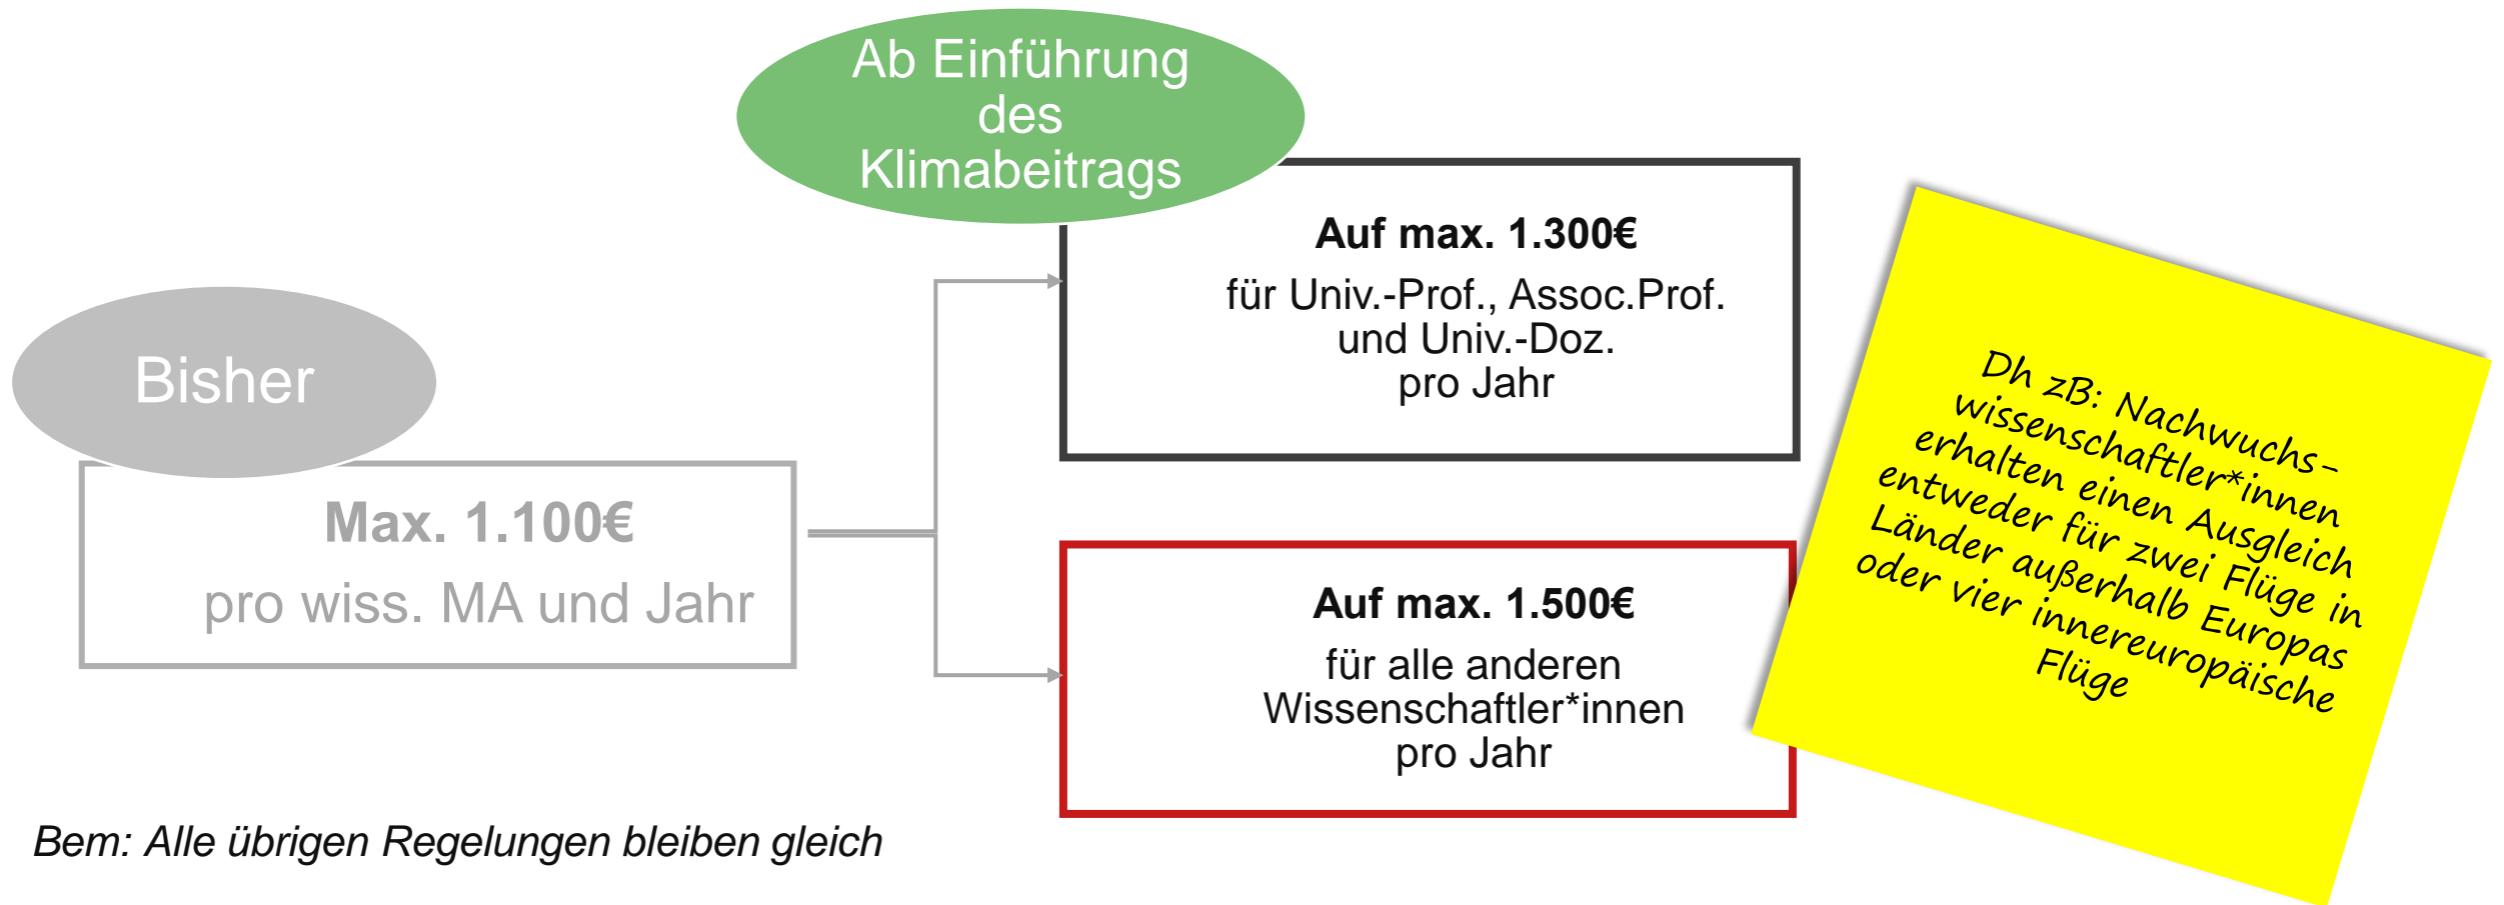 Bisher
Max. 1.100€
pro wiss. MA und Jahr
Ab Einführung
des
Klimabeitrags
Auf max. 1.300€
für Univ.-Prof., Assoc.Prof.
und Univ.-Doz.
pro Jahr
Auf max. 1.500€
für alle anderen
Wissenschaftler*innen
pro Jahr
Dh zB: Nachwuchs-
wissenschaftler*innen
erhalten einen Ausgleich
entweder für zwei Flüge in
Länder außerhalb Europas
oder vier innereuropäische
Flüge
Bem: Alle übrigen Regelungen bleiben gleich